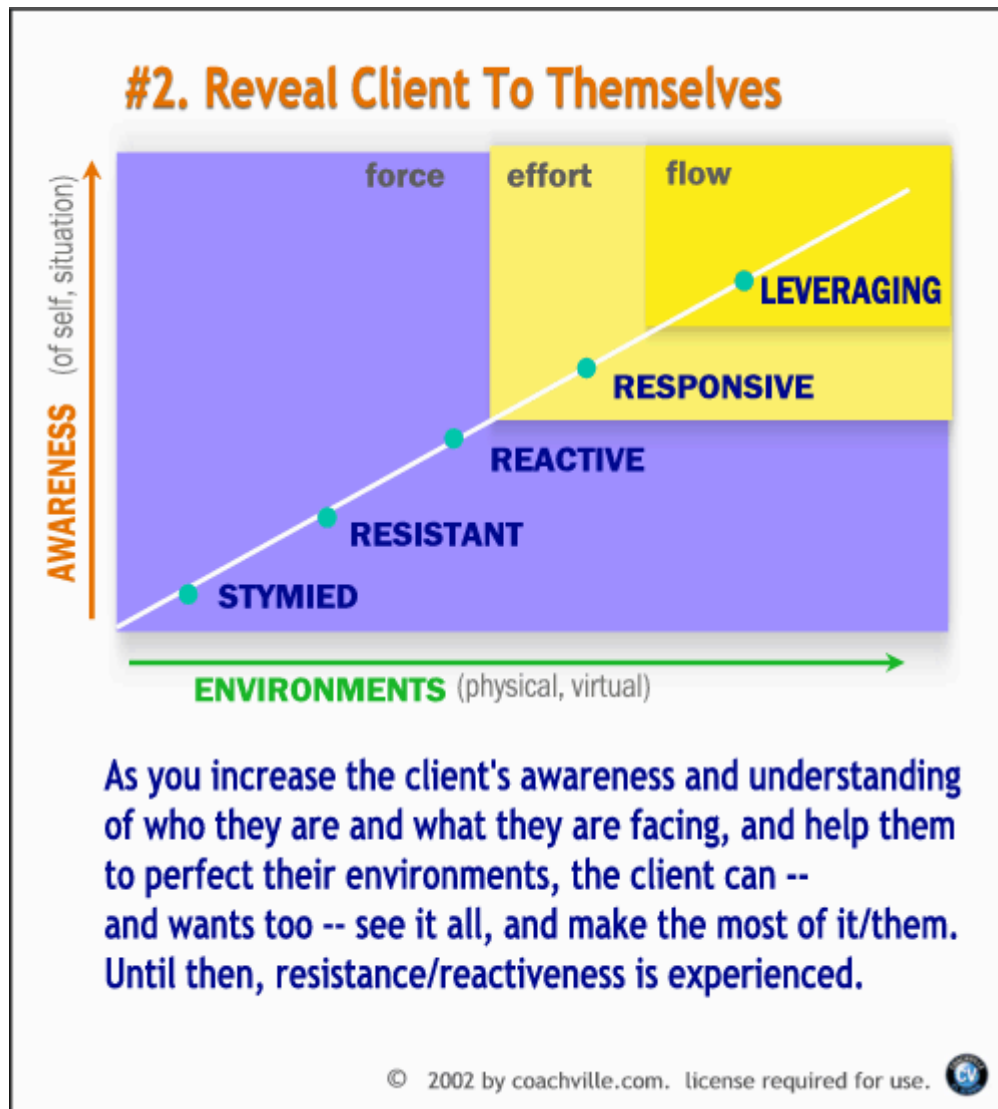 #2. Reveal Client To Themselves
force effort flow
AWARENESS (of self, situation)
LEVERAGING
RESPONSIVE
REACTIVE
RESISTANT
STYMIED
ENVIRONMENTS (physical, virtual)
As you increase the client's awareness and understanding
of who they are and what they are facing, and help them
to perfect their environments, the client can --
and wants too -- see it all, and make the most of it/them.
Until then, resistance/reactiveness is experienced.
© 2002 by coachville.com. license required for use.
CV